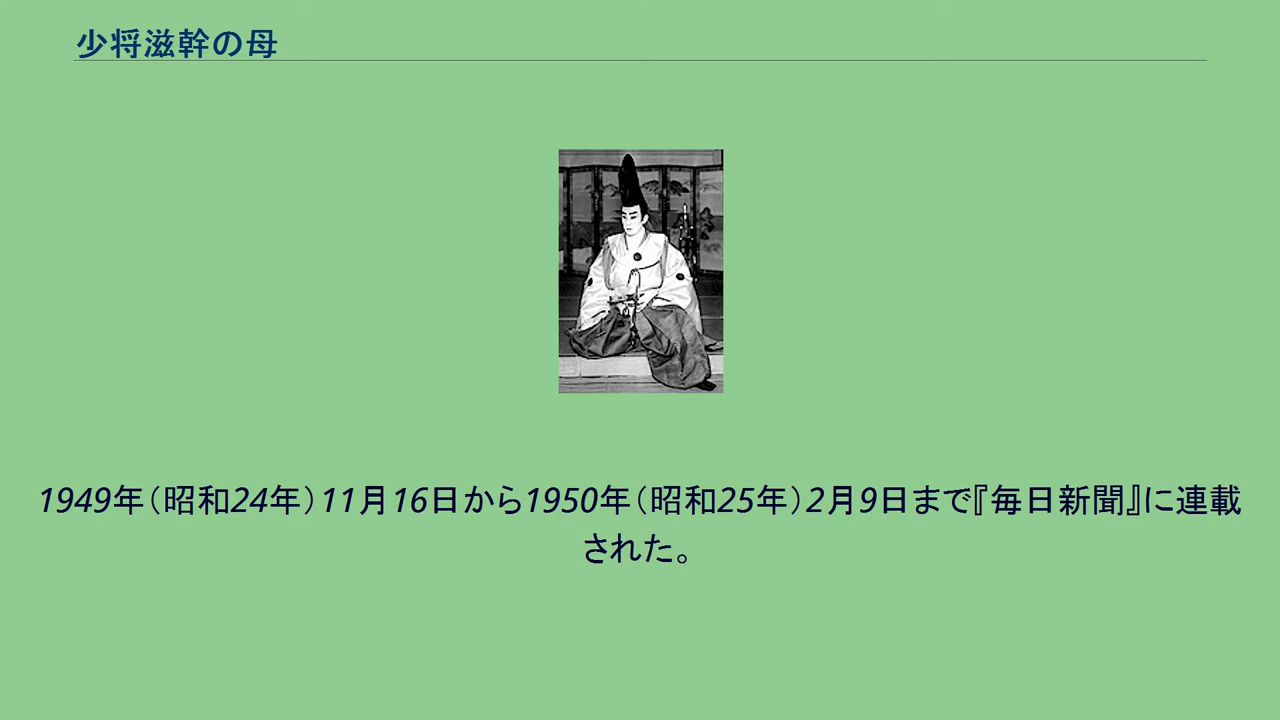 少将滋幹の母
1949年（昭和24年）11月16日から1950年（昭和25年）2月9日まで『毎日新聞』に連載
された。